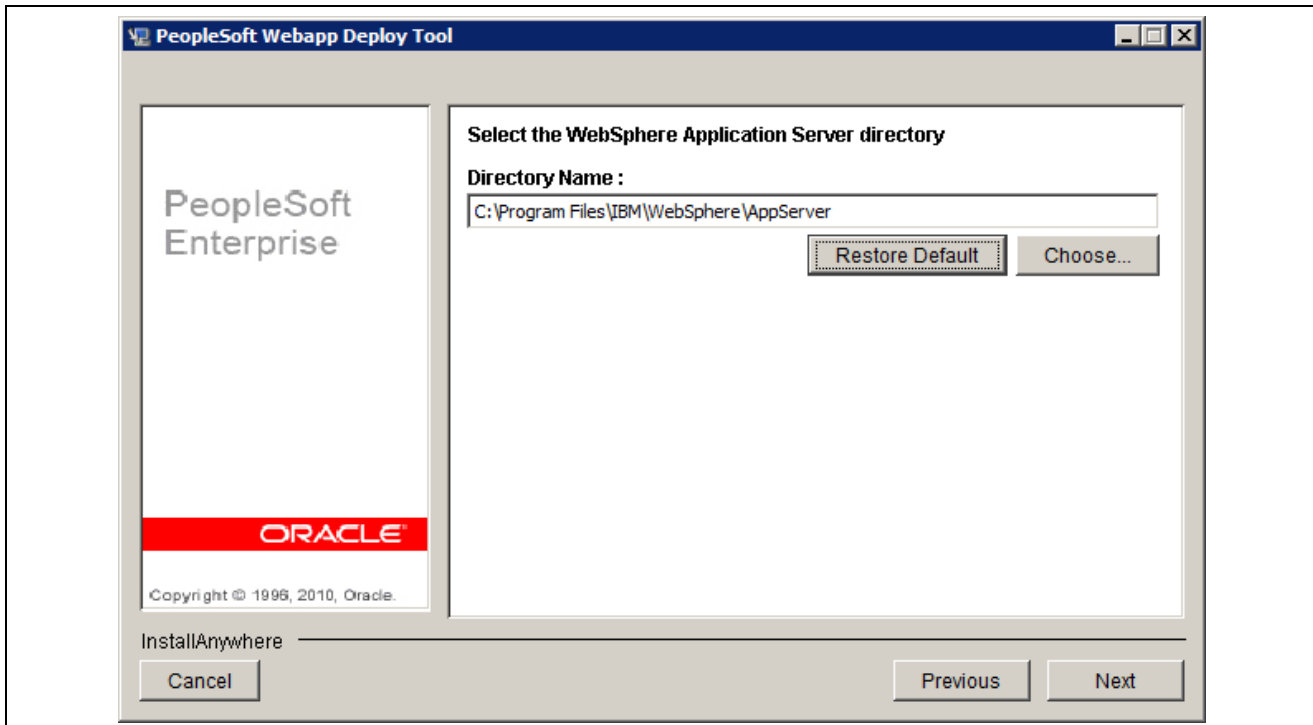 PeopleSoft Webapp Deploy Tool
PeopleSoft
Enterprise
ORACLE
Copyright © 1996, 2010, Oracle.
Select the WebSphere Application Server directory
Directory Name :
C:\Program Files\IBM\WebSphere\AppServer
Restore Default
Choose...
InstallAnywhere
Cancel
Previous
Next